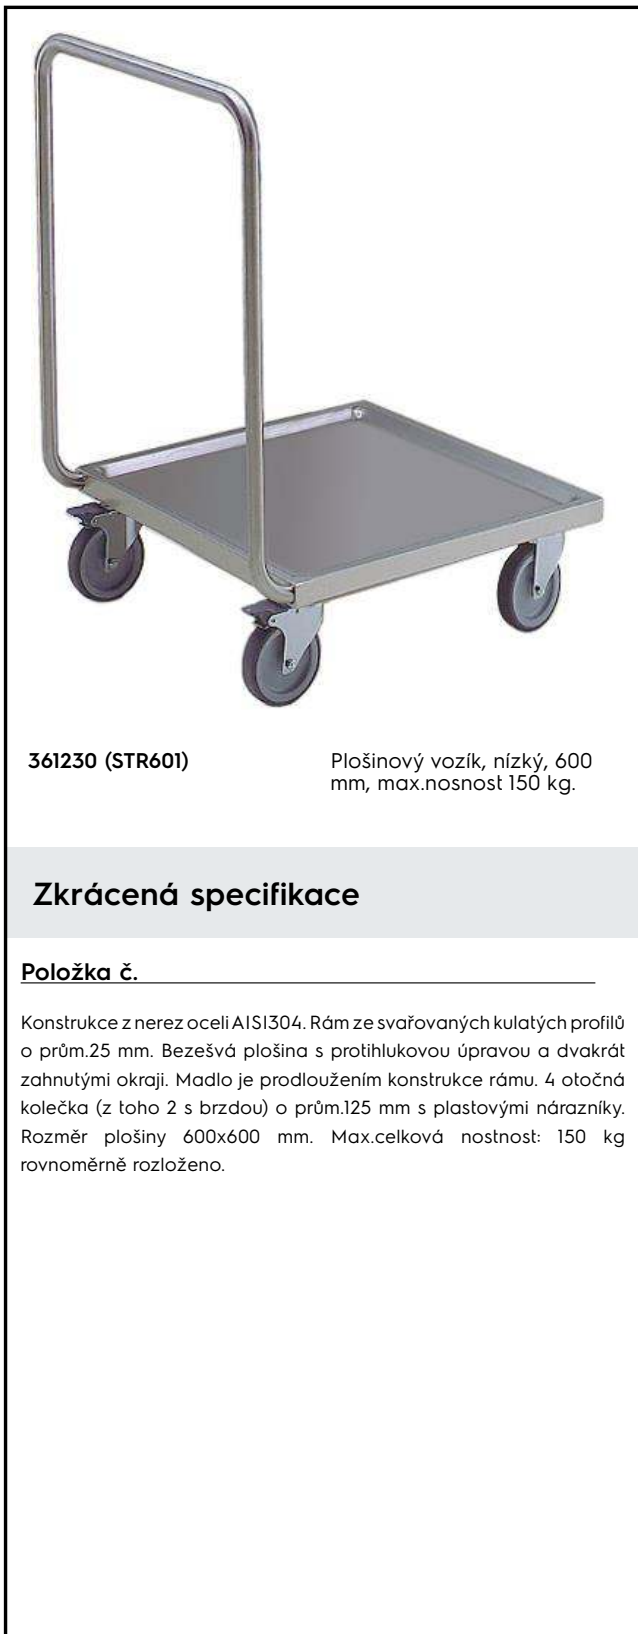 361230 (STR601)
Plošinový vozík, nízký, 600
mm, max.nosnost 150 kg.
Zkrácená specifikace
Položka č.
Konstrukce z nerez oceli AISI304. Rám ze svařovaných kulatých profilů
o prům.25 mm. Bezešvá plošina s protihlukovou úpravou a dvakrát
zahnutými okraji. Madlo je prodloužením konstrukce rámu. 4 otočná
kolečka (z toho 2 s brzdou) o prům.125 mm s plastovými nárazníky.
Rozměr plošiny 600x600 mm. Max.celková nostnost: 150 kg
rovnoměrně rozloženo.